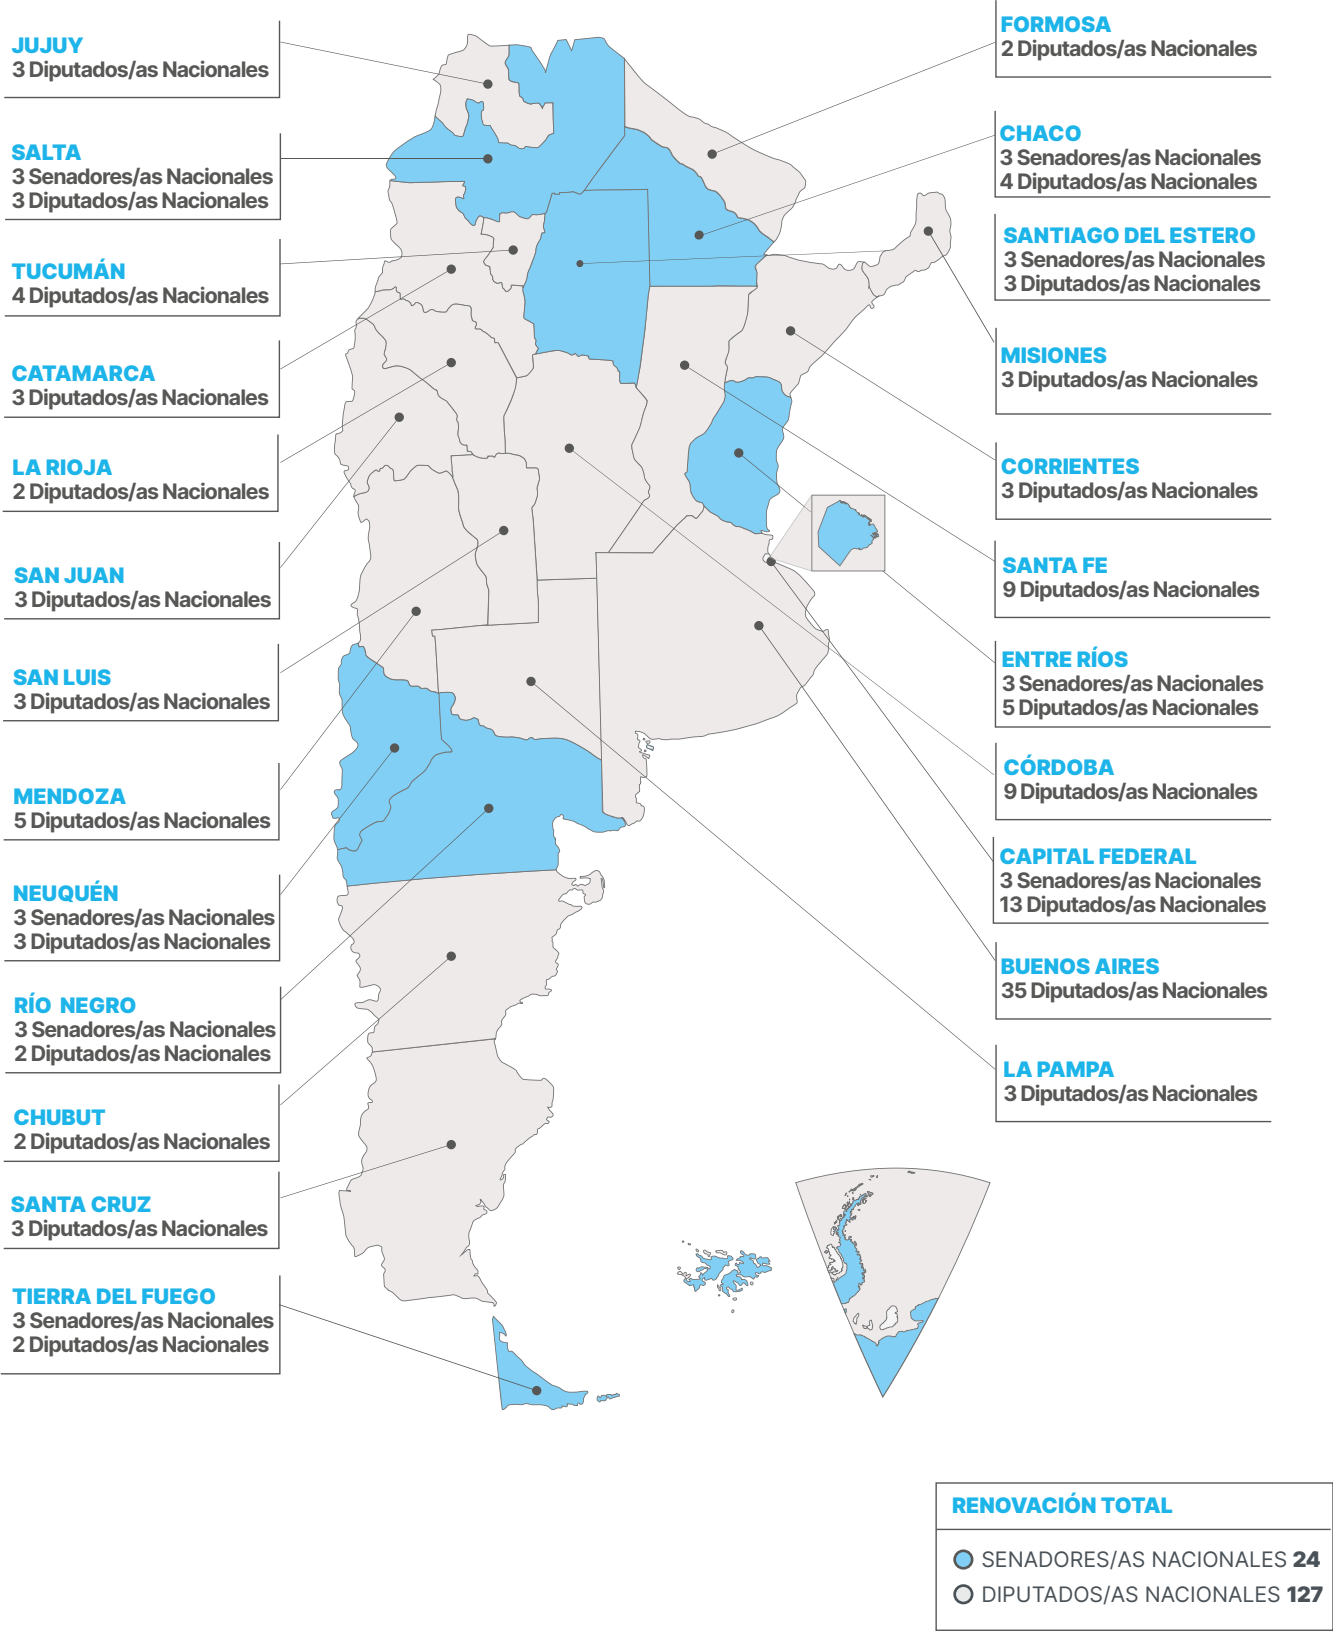 JUJUY
3 Diputados/as Nacionales
SALTA
3 Senadores/as Nacionales
3 Diputados/as Nacionales
TUCUMÁN
4 Diputados/as Nacionales
CATAMARCA
3 Diputados/as Nacionales
LA RIOJA
2 Diputados/as Nacionales
SAN JUAN
3 Diputados/as Nacionales
SAN LUIS
3 Diputados/as Nacionales
MENDOZA
5 Diputados/as Nacionales
NEUQUÉN
3 Senadores/as Nacionales
3 Diputados/as Nacionales
RÍO NEGRO
3 Senadores/as Nacionales
2 Diputados/as Nacionales
CHUBUT
2 Diputados/as Nacionales
SANTA CRUZ
3 Diputados/as Nacionales
TIERRA DEL FUEGO
3 Senadores/as Nacionales
2 Diputados/as Nacionales
FORMOSA
2 Diputados/as Nacionales
CHACO
3 Senadores/as Nacionales
4 Diputados/as Nacionales
SANTIAGO DEL ESTERO
3 Senadores/as Nacionales
3 Diputados/as Nacionales
MISIONES
3 Diputados/as Nacionales
CORRIENTES
3 Diputados/as Nacionales
SANTA FE
9 Diputados/as Nacionales
ENTRE RÍOS
3 Senadores/as Nacionales
5 Diputados/as Nacionales
CÓRDOBA
9 Diputados/as Nacionales
CAPITAL FEDERAL
3 Senadores/as Nacionales
13 Diputados/as Nacionales
BUENOS AIRES
35 Diputados/as Nacionales
LA PAMPA
3 Diputados/as Nacionales
RENOVACIÓN TOTAL
SENADORES/AS NACIONALES 24
DIPUTADOS/AS NACIONALES 127